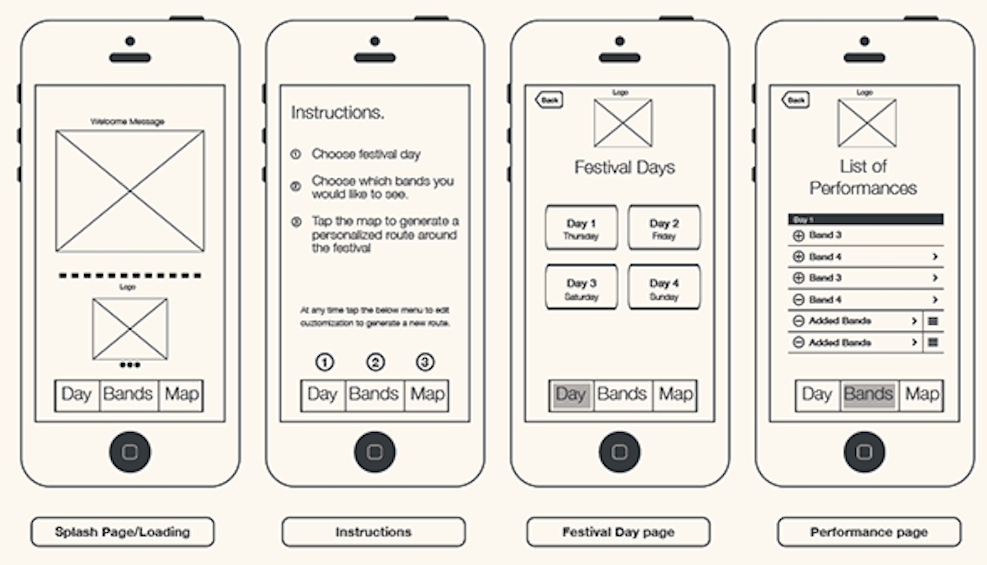 Welcome Message
Logo
Day Bands Map
Splash Page/Loading
Instructions.
1 Choose festival day
2 Choose which bands you
would like to see.
3 Tap the map to generate a
personalized route around
the festival
At any time tap the below menu to edit
cuztomization to generate a new route.
1 2 3
Day Bands Map
Instructions
Back
Logo
Festival Days
Day 1
Thursday
Day 2
Friday
Day 3
Saturday
Day 4
Sunday
Day Bands Map
Festival Day page
Back
Logo
List of
Performances
Day 1
Band 3
Band 4
Band 3
Band 4
Added Bands
Added Bands
Day Bands Map
Performance page